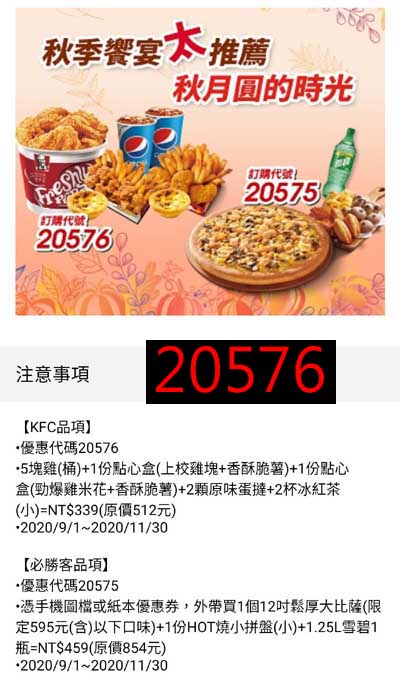 秋季饗宴太推薦
秋月圓的時光
訂購代號
20575
訂購代號
20576
注意事項
20576
【KFC品項】
•優惠代碼20576
•5塊雞(桶)+1份點心盒(上校雞塊+香酥脆薯)+1份點心
盒(勁爆雞米花+香酥脆薯)+2顆原味蛋撻+2杯冰紅茶
(小)=NT$339(原價512元)
•2020/9/1~2020/11/30
【必勝客品項】
•優惠代碼20575
•憑手機圖檔或紙本優惠券，外帶買1個12吋鬆厚大比薩(限
定595元(含)以下口味)+1份HOT燒小拼盤(小)+1.25L雪碧1
瓶=NT$459(原價854元)
•2020/9/1~2020/11/30